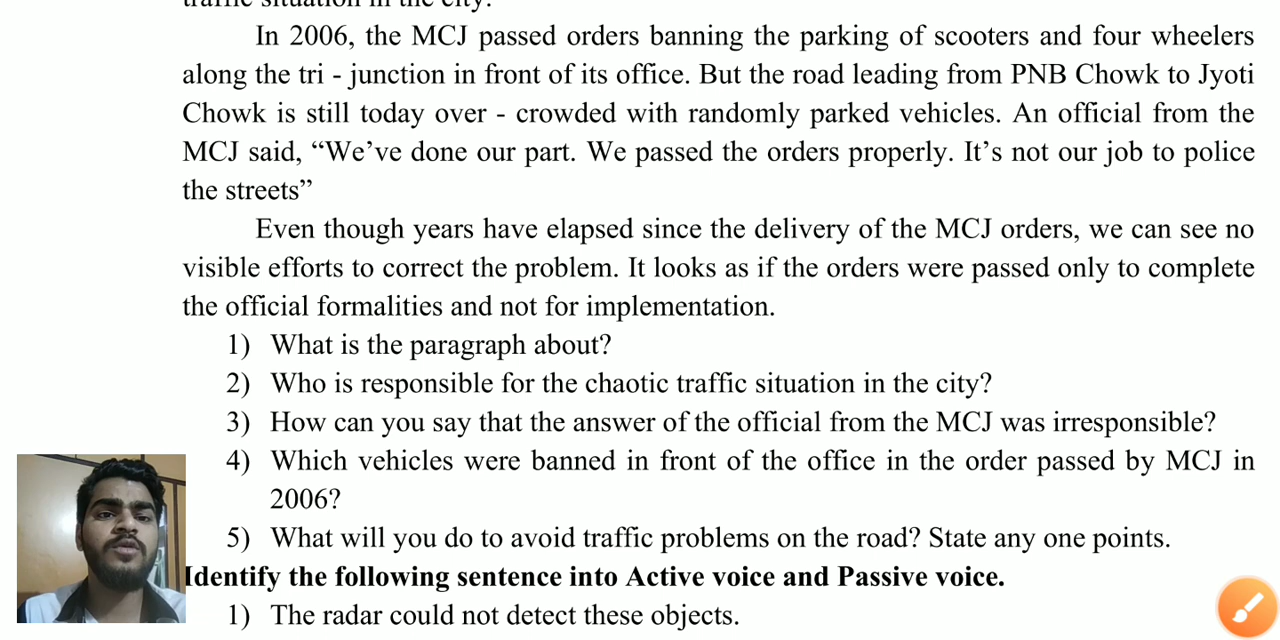 traffic situation in the city.
In 2006, the MCJ passed orders banning the parking of scooters and four wheelers
along the tri - junction in front of its office. But the road leading from PNB Chowk to Jyoti
Chowk is still today over - crowded with randomly parked vehicles. An official from the
MCJ said, “We’ve done our part. We passed the orders properly. It’s not our job to police
the streets”
Even though years have elapsed since the delivery of the MCJ orders, we can see no
visible efforts to correct the problem. It looks as if the orders were passed only to complete
the official formalities and not for implementation.
1) What is the paragraph about?
2) Who is responsible for the chaotic traffic situation in the city?
3) How can you say that the answer of the official from the MCJ was irresponsible?
4) Which vehicles were banned in front of the office in the order passed by MCJ in
2006?
5) What will you do to avoid traffic problems on the road? State any one points.
Identify the following sentence into Active voice and Passive voice.
1) The radar could not detect these objects.